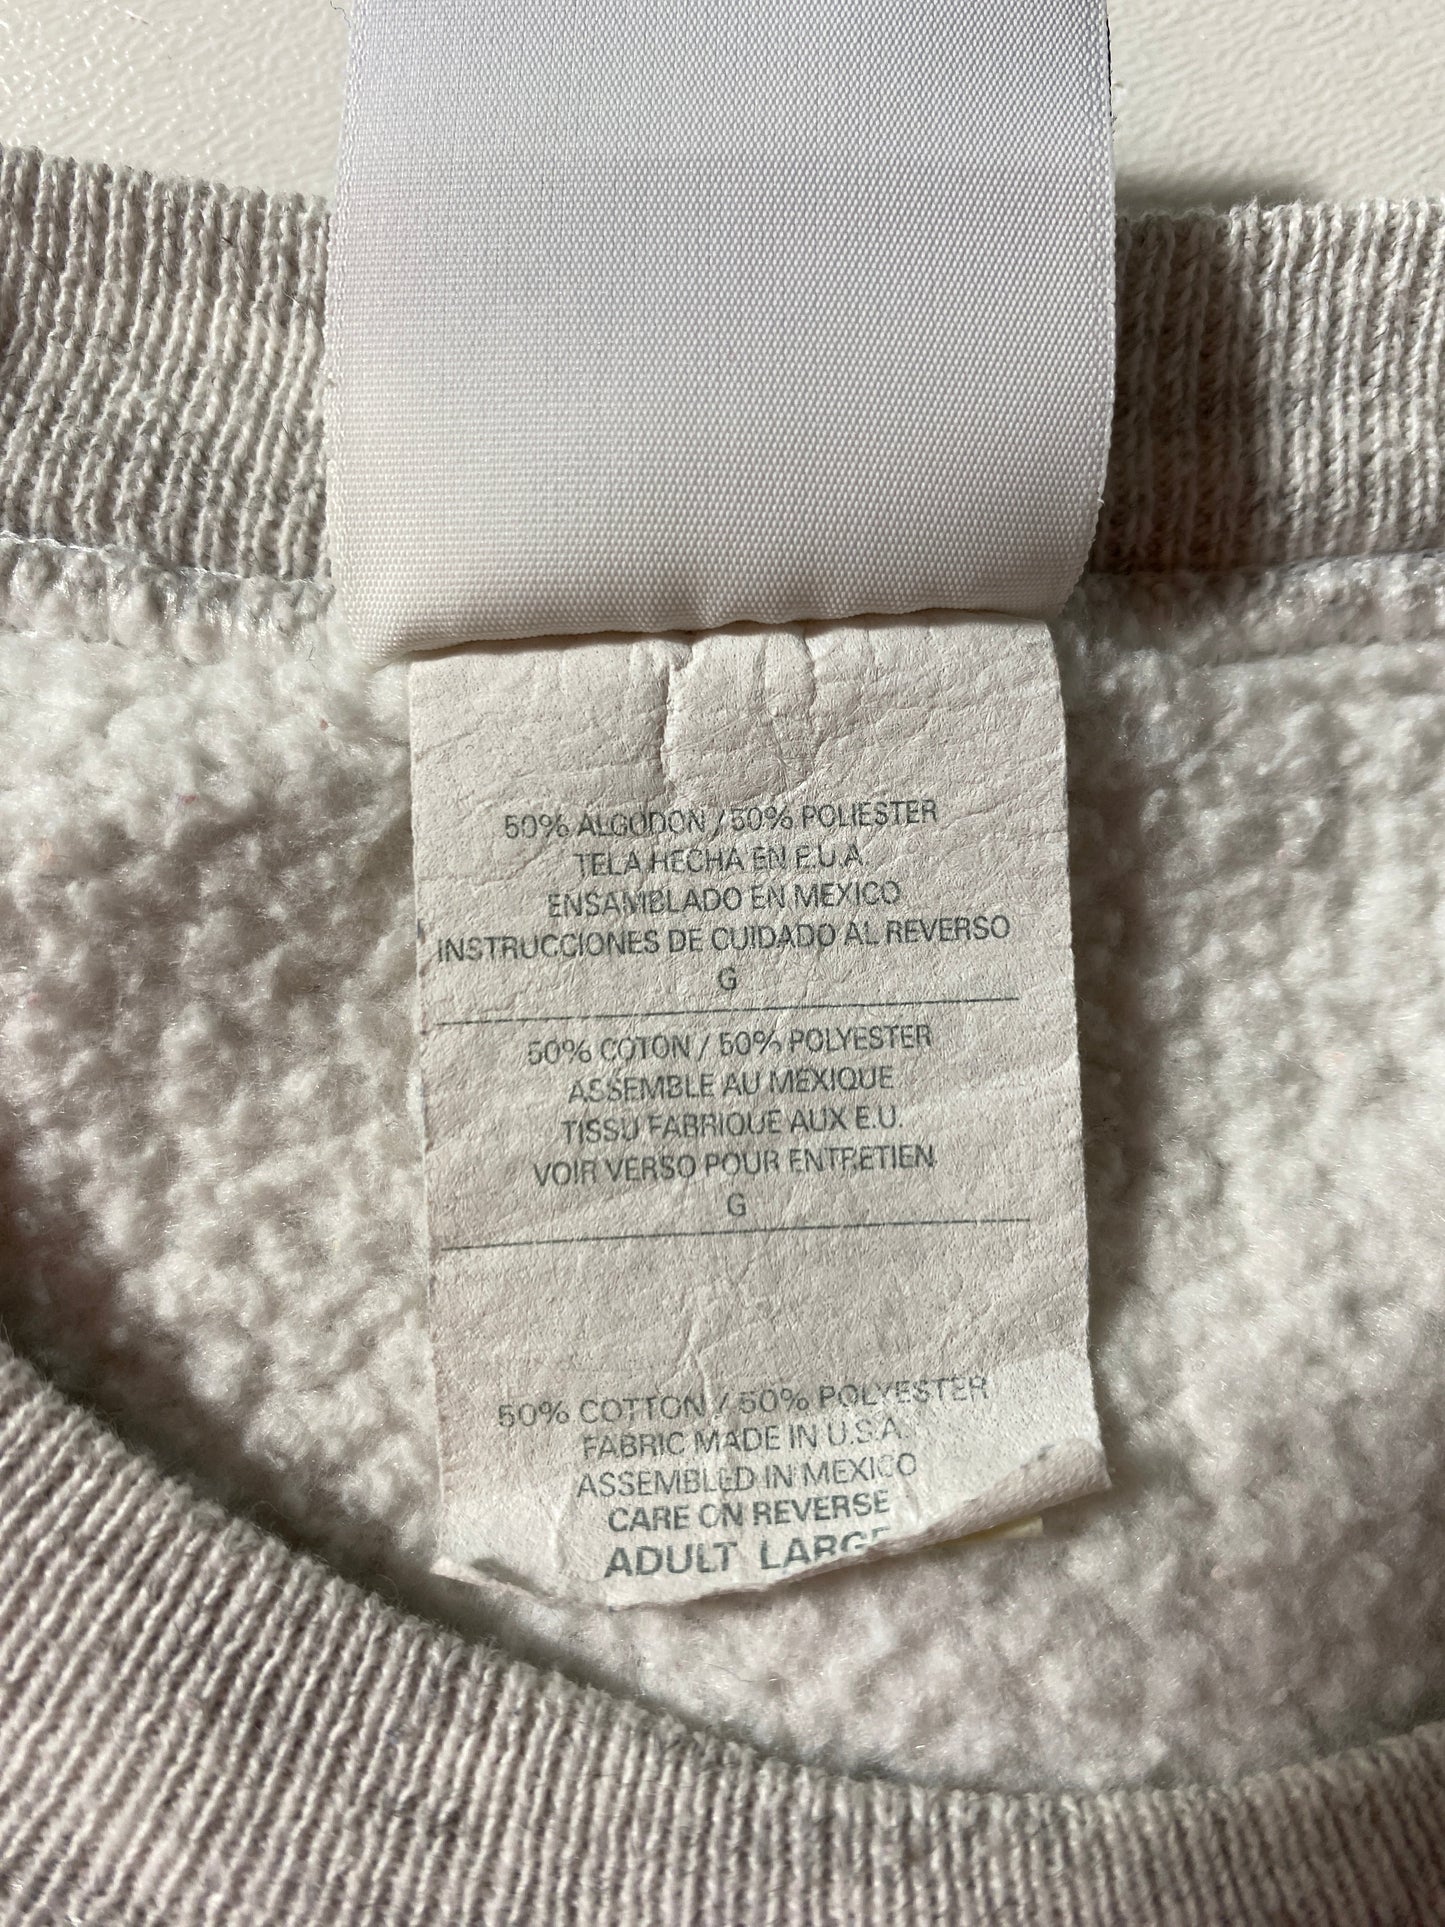 50% ALGODON / 50% POLIESTER
TELA HECHA EN E.U.A.
ENSAMBLADO EN MEXICO
INSTRUCCIONES DE CUIDADO AL REVERSO
G
50% COTON / 50% POLYESTER
ASSEMBLE AU MEXIQUE
TISSU FABRIQUE AUX E.U.
VOIR VERSO POUR ENTRETIEN
G
50% COTTON / 50% POLYESTER
FABRIC MADE IN U.S.A.
ASSEMBLED IN MEXICO
CARE ON REVERSE
ADULT LARGE